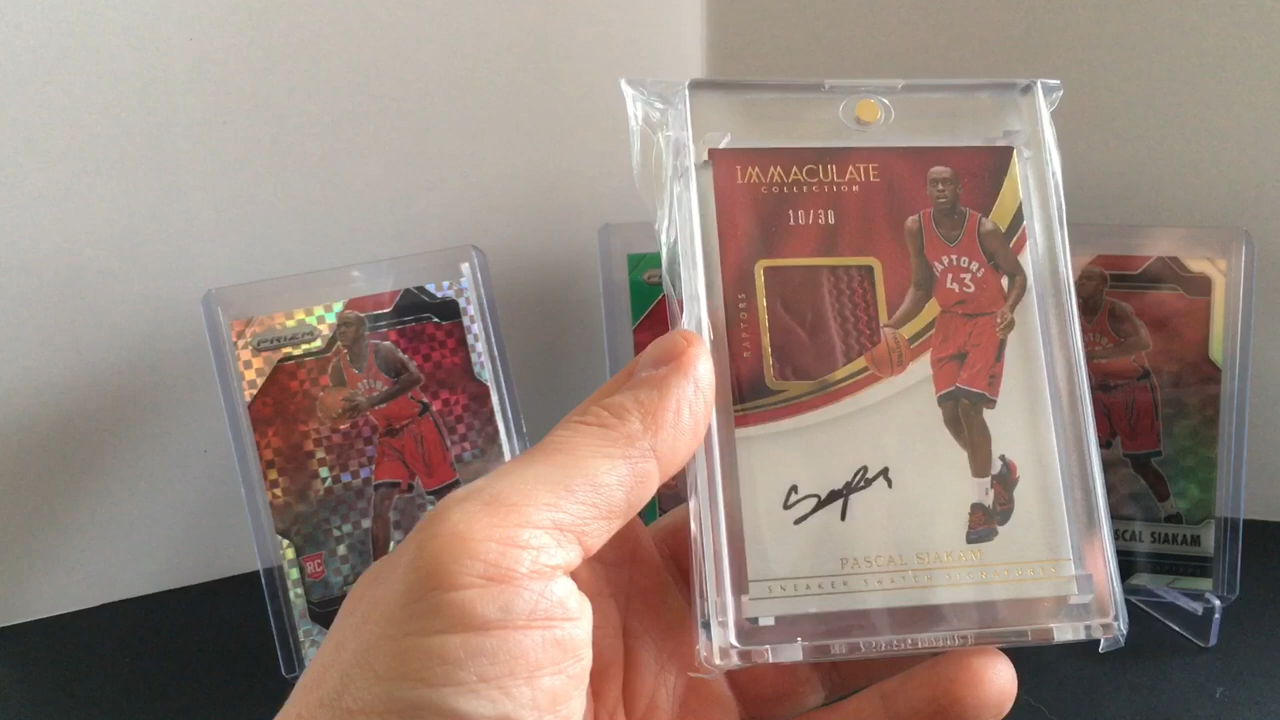 IMMACULATE
COLLECTION
10/30
RAPTORS
RAPTORS
43
PASCAL SIAKAM
SNEAKER SWATCH SIGNATURES
PRIZM
RC
SCAL SIAKAM